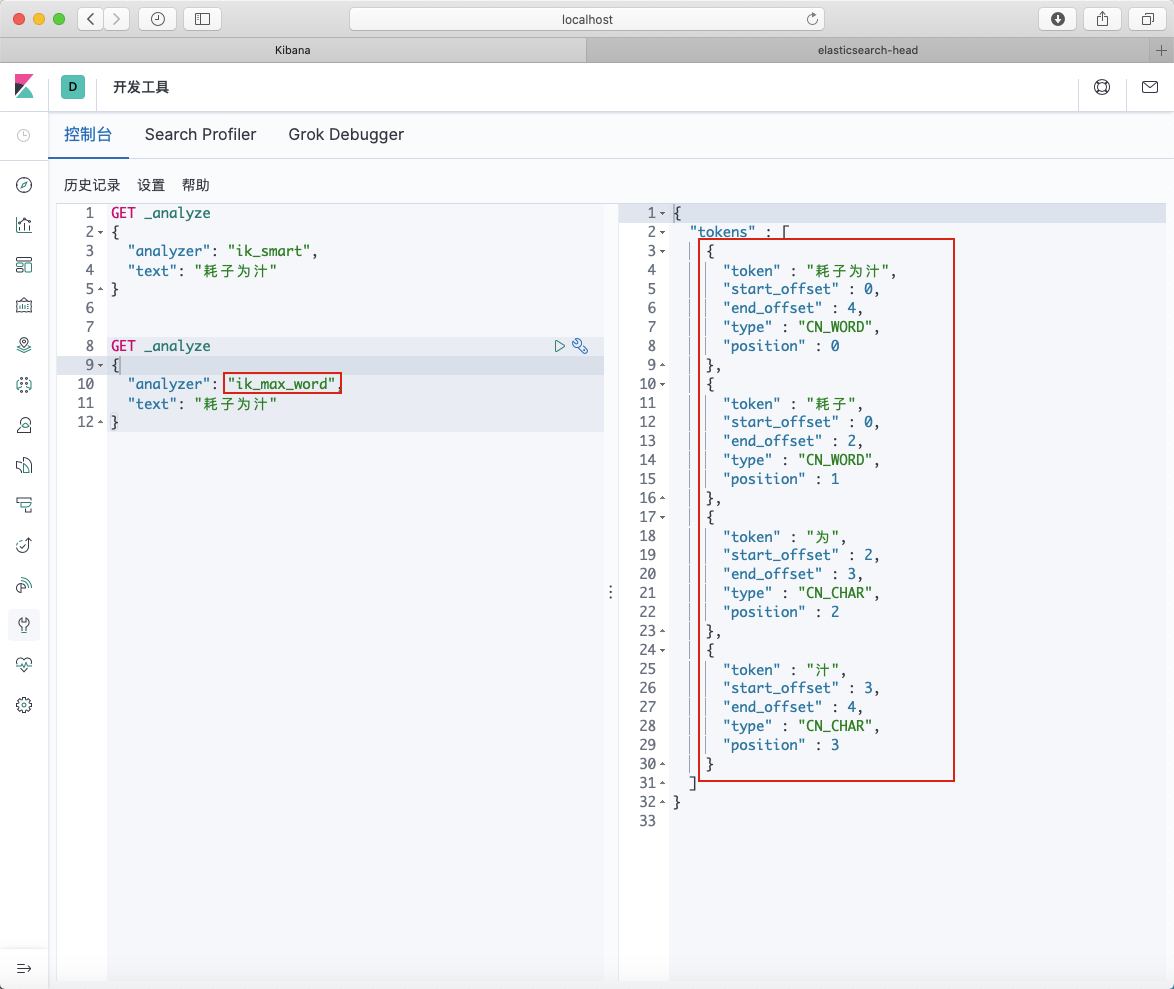 localhost
Kibana
elasticsearch-head
D
开发工具
控制台 Search Profiler Grok Debugger
历史记录 设置 帮助
1 GET _analyze
2 {
3 "analyzer": "ik_smart",
4 "text": "耗子为汁"
5 }
6
7
8 GET _analyze
9 {
10 "analyzer": "ik_max_word",
11 "text": "耗子为汁"
12 }
1 {
2 "tokens" : [
3 {
4 "token" : "耗子为汁",
5 "start_offset" : 0,
6 "end_offset" : 4,
7 "type" : "CN_WORD",
8 "position" : 0
9 },
10 {
11 "token" : "耗子",
12 "start_offset" : 0,
13 "end_offset" : 2,
14 "type" : "CN_WORD",
15 "position" : 1
16 },
17 {
18 "token" : "为",
19 "start_offset" : 2,
20 "end_offset" : 3,
21 "type" : "CN_CHAR",
22 "position" : 2
23 },
24 {
25 "token" : "汁",
26 "start_offset" : 3,
27 "end_offset" : 4,
28 "type" : "CN_CHAR",
29 "position" : 3
30 }
31 ]
32 }
33